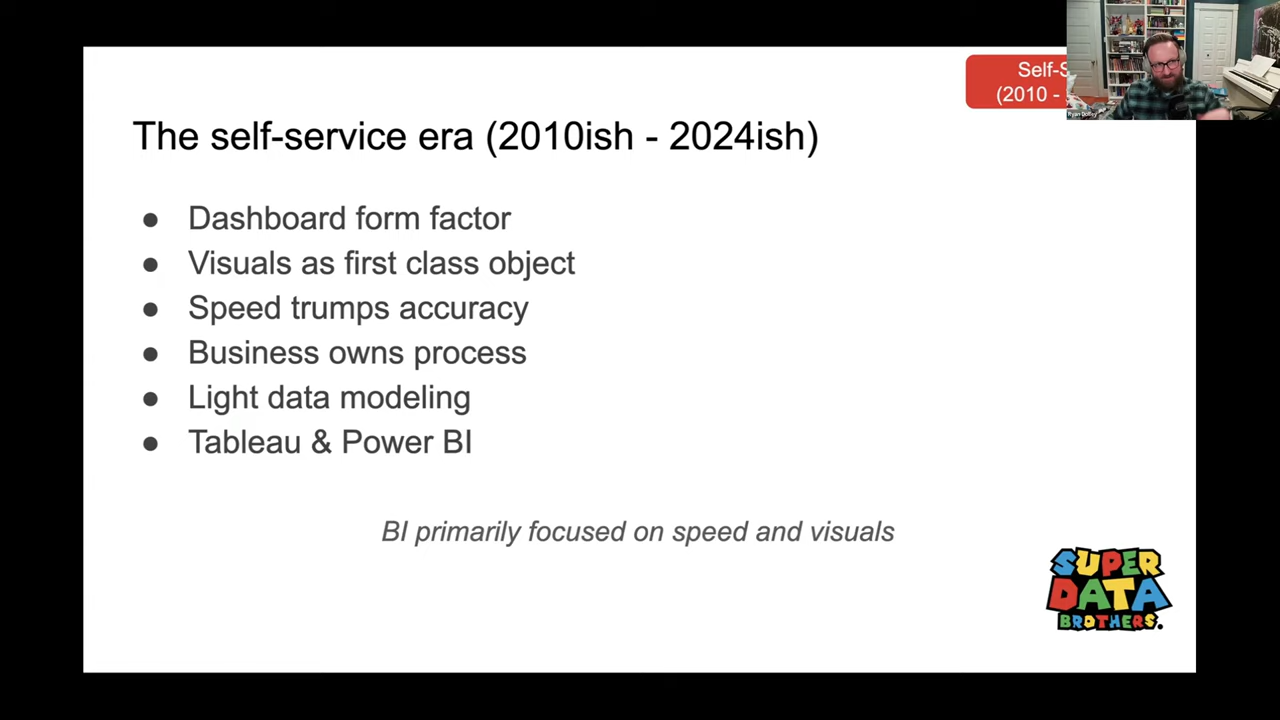 Self-S
(2010 -
The self-service era (2010ish - 2024ish)
● Dashboard form factor
● Visuals as first class object
● Speed trumps accuracy
● Business owns process
● Light data modeling
● Tableau & Power BI
BI primarily focused on speed and visuals
SUPER
DATA
BROTHERS.